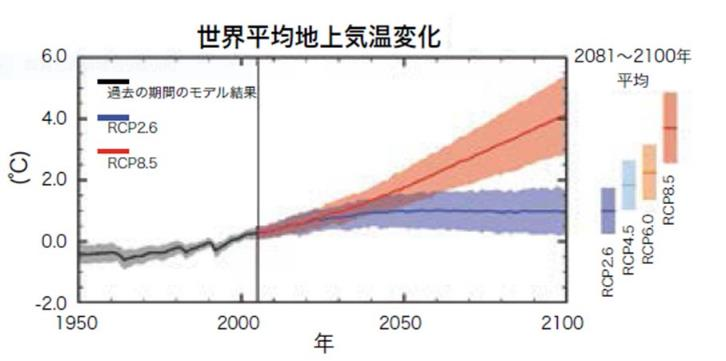 世界平均地上気温変化
6.0
4.0
2.0
0.0
-2.0
(℃)
過去の期間のモデル結果
RCP2.6
RCP8.5
1950
2000
2050
2100
年
2081～2100年
平均
RCP2.6
RCP4.5
RCP6.0
RCP8.5